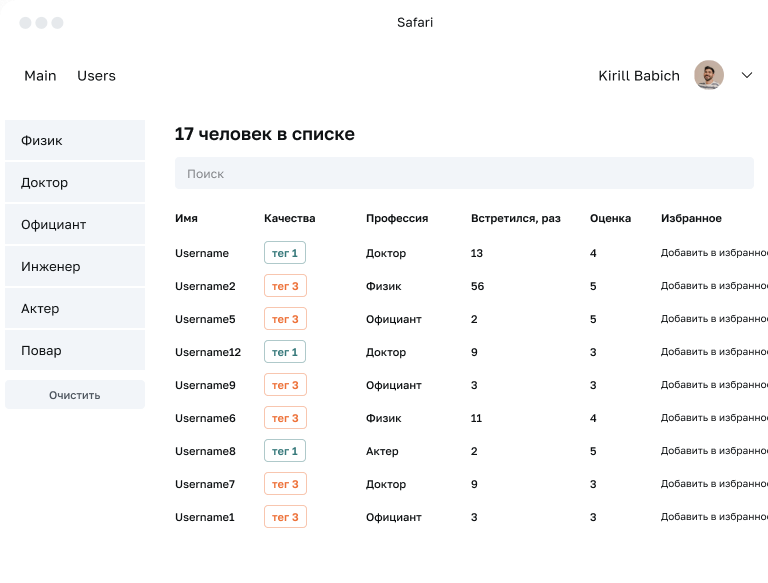 Safari
Main Users Kirill Babich
Физик
Доктор
Официант
Инженер
Актер
Повар
Очистить
17 человек в списке
Поиск
Имя Качества Профессия Встретился, раз Оценка Избранное
Username тег 1 Доктор 13 4 Добавить в избранно
Username2 тег 3 Физик 56 5 Добавить в избранно
Username5 тег 3 Официант 2 5 Добавить в избранно
Username12 тег 1 Доктор 9 3 Добавить в избранно
Username9 тег 3 Официант 3 3 Добавить в избранно
Username6 тег 3 Физик 11 4 Добавить в избранно
Username8 тег 1 Актер 2 5 Добавить в избранно
Username7 тег 3 Доктор 9 3 Добавить в избранно
Username1 тег 3 Официант 3 3 Добавить в избранно